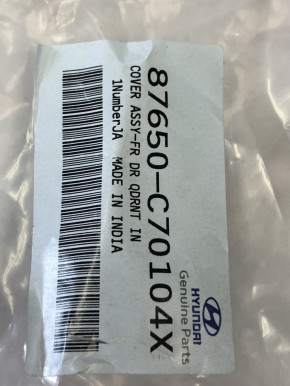 HYUNDAI
Genuine Parts
87650-C70104X
COVER ASSY-FR DR QDRNT IN
1NumberJA MADE IN INDIA